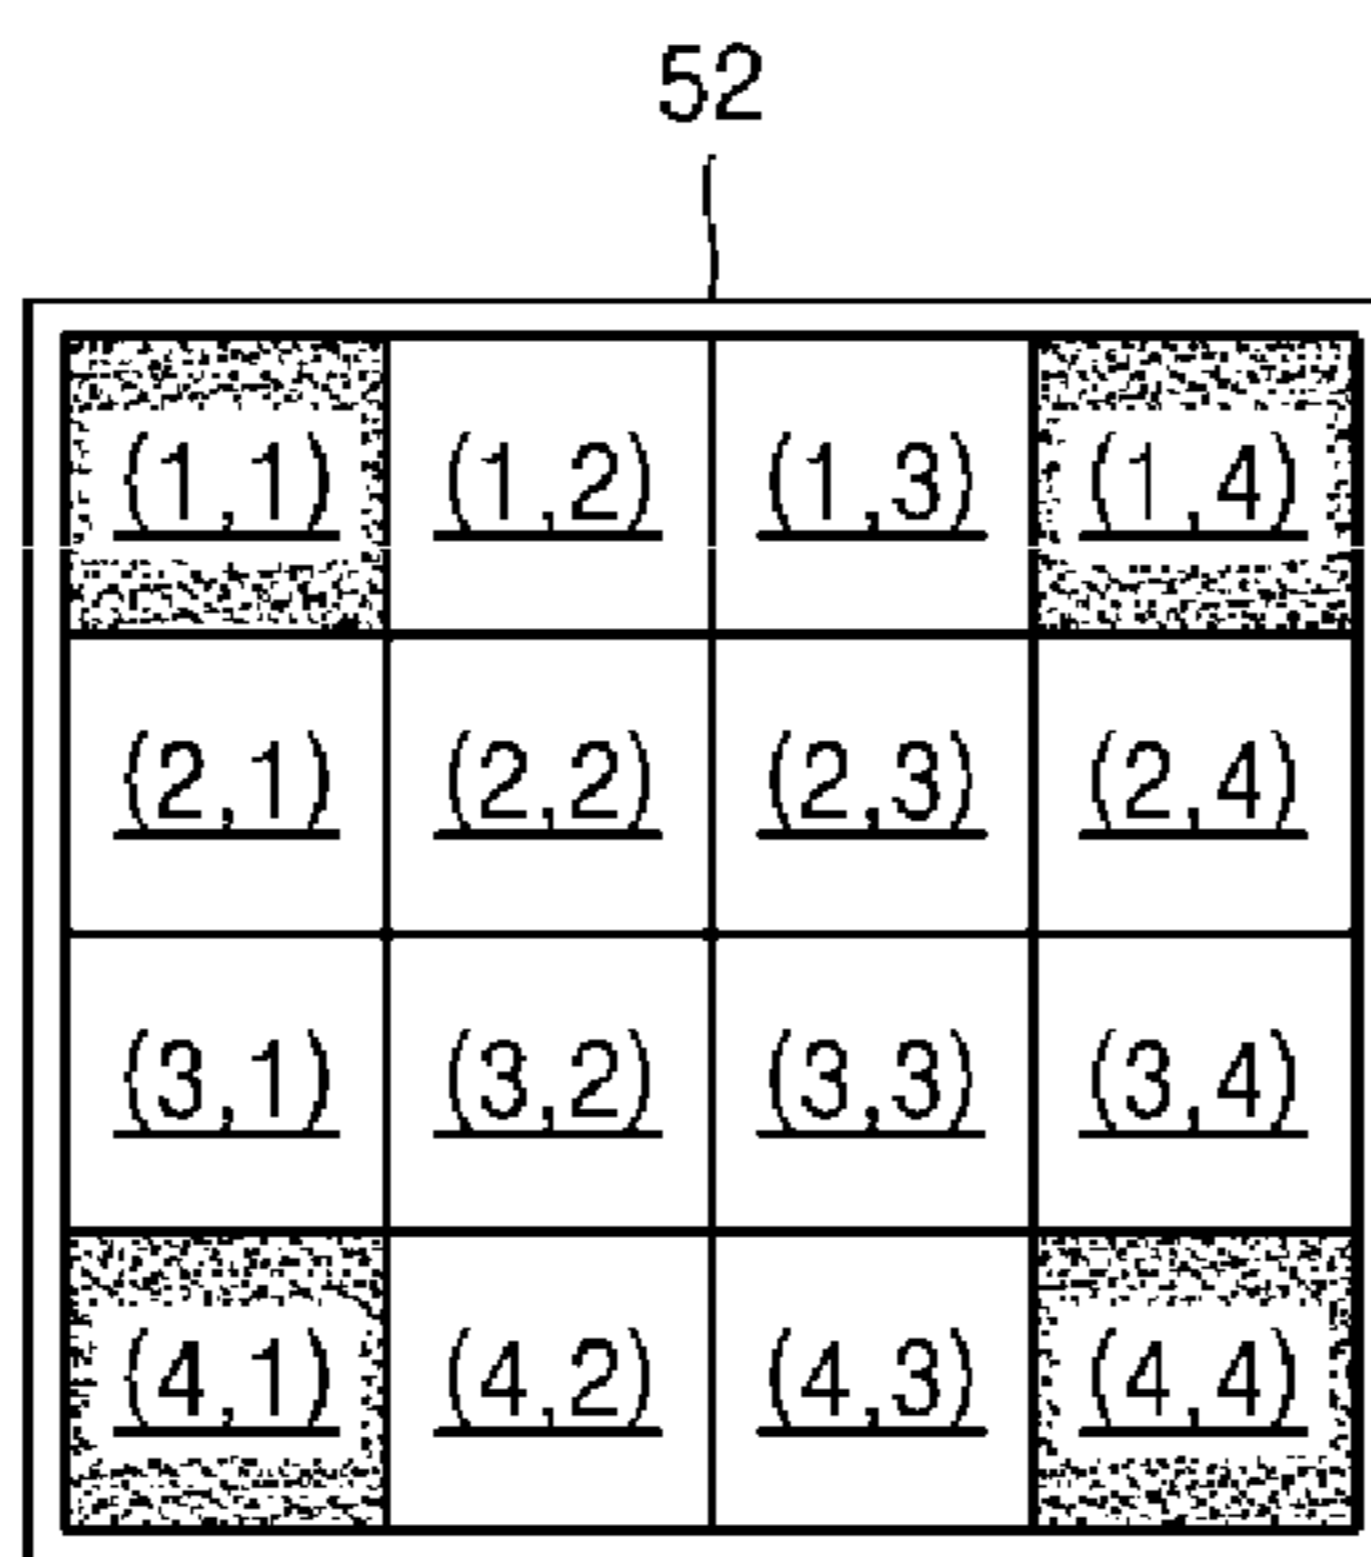 52
(1,1) (1,2) (1,3) (1,4)
(2,1) (2,2) (2,3) (2,4)
(3,1) (3,2) (3,3) (3,4)
(4,1) (4,2) (4,3) (4,4)